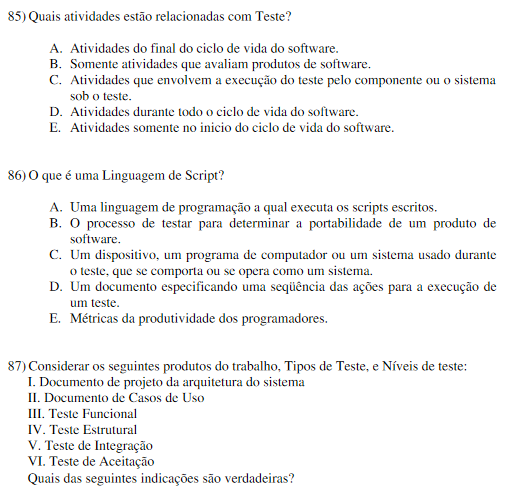 85) Quais atividades estão relacionadas com Teste?
A. Atividades do final do ciclo de vida do software.
B. Somente atividades que avaliam produtos de software.
C. Atividades que envolvem a execução do teste pelo componente ou o sistema
sob o teste.
D. Atividades durante todo o ciclo de vida do software.
E. Atividades somente no inicio do ciclo de vida do software.
86) O que é uma Linguagem de Script?
A. Uma linguagem de programação a qual executa os scripts escritos.
B. O processo de testar para determinar a portabilidade de um produto de
software.
C. Um dispositivo, um programa de computador ou um sistema usado durante
o teste, que se comporta ou se opera como um sistema.
D. Um documento especificando uma seqüência das ações para a execução de
um teste.
E. Métricas da produtividade dos programadores.
87) Considerar os seguintes produtos do trabalho, Tipos de Teste, e Níveis de teste:
I. Documento de projeto da arquitetura do sistema
II. Documento de Casos de Uso
III. Teste Funcional
IV. Teste Estrutural
V. Teste de Integração
VI. Teste de Aceitação
Quais das seguintes indicações são verdadeiras?